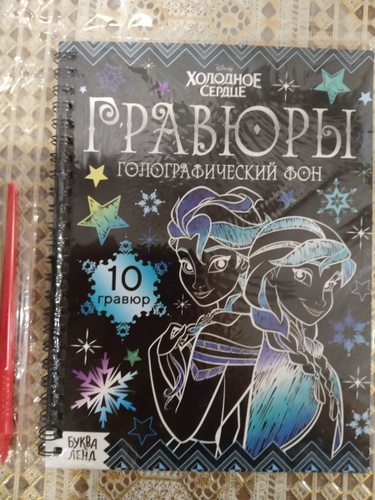 Disney
ХОЛОДНОЕ
СЕРДЦЕ
ГРАВЮРЫ
ГОЛОГРАФИЧЕСКИЙ ФОН
10
гравюр
БУКВА
ЛЕНД